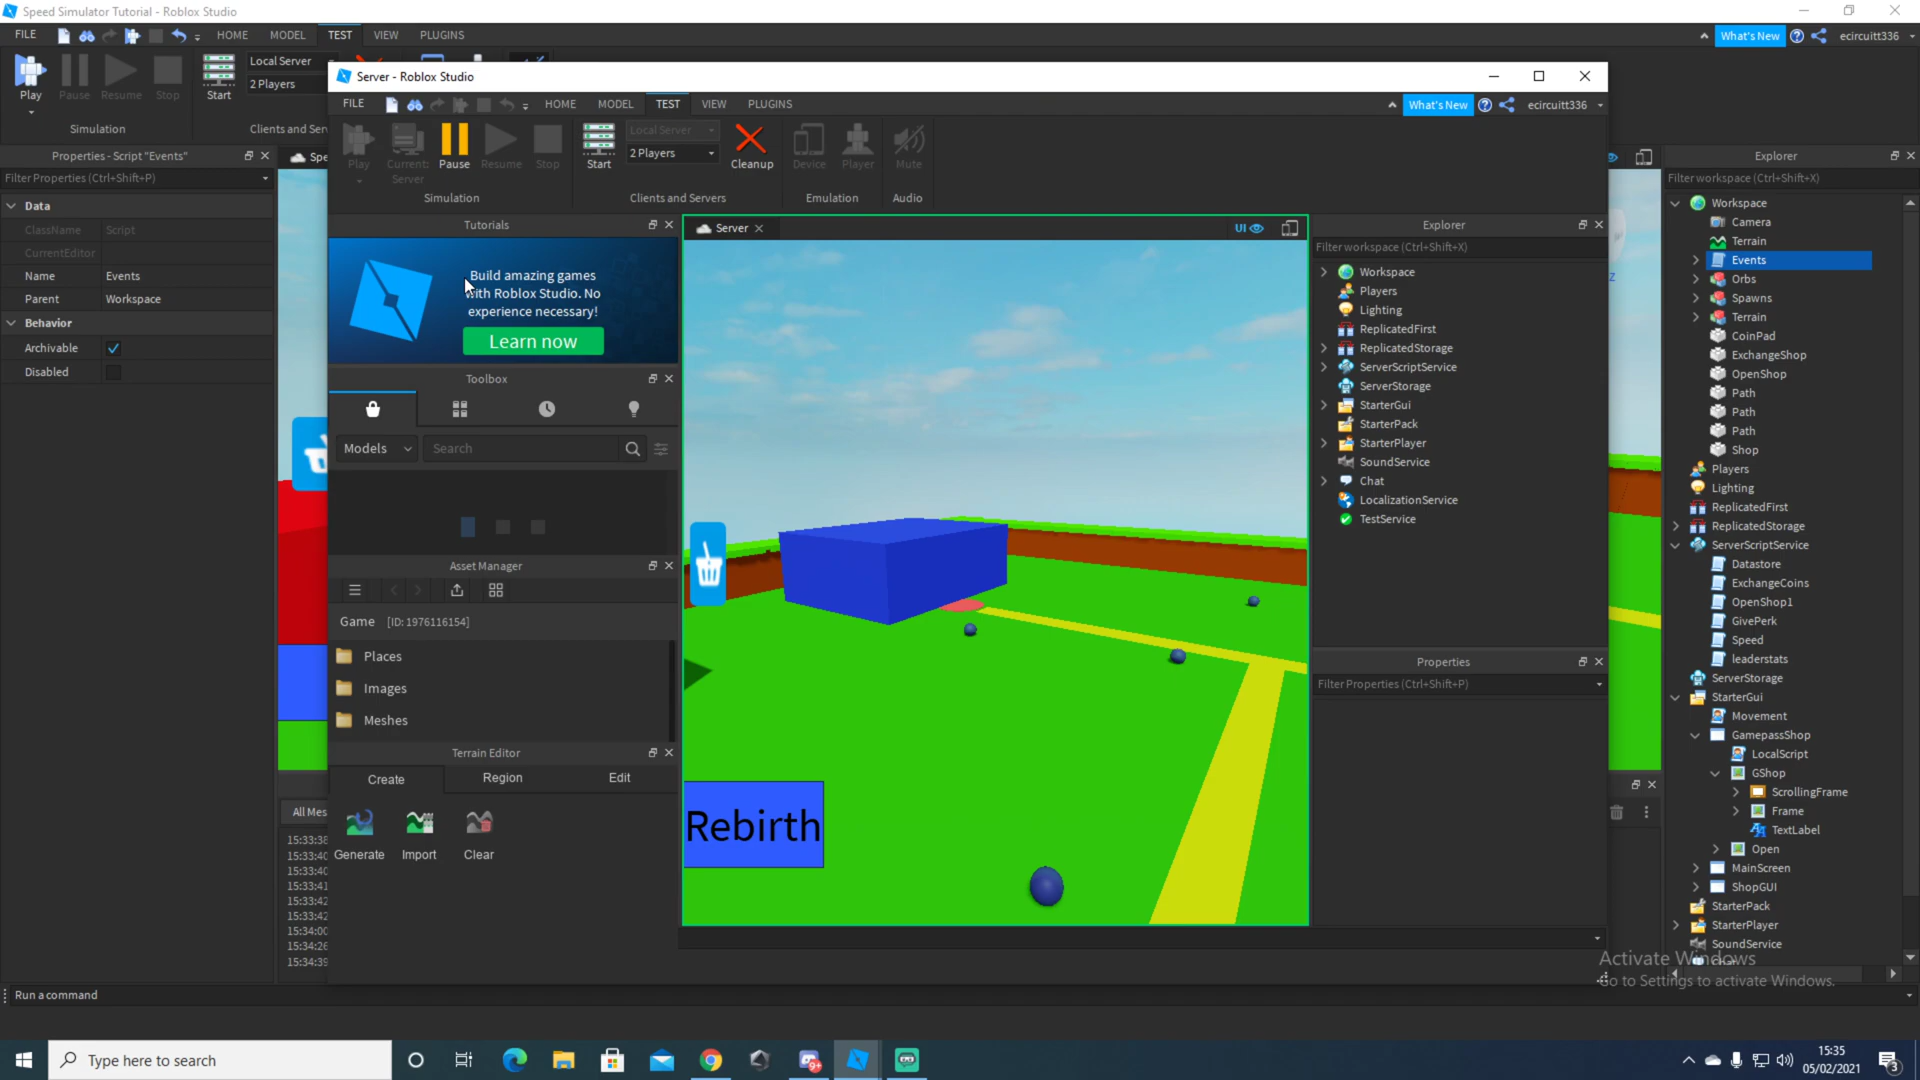 Speed Simulator Tutorial - Roblox Studio
FILE
HOME
MODEL
TEST
VIEW
PLUGINS
What's New
ecircuitt336
Play
Pause
Resume
Stop
Start
Local Server
2 Players
Simulation
Clients and Ser
Properties - Script "Events"
Filter Properties (Ctrl+Shift+P)
Data
ClassName Script
CurrentEditor
Name Events
Parent Workspace
Behavior
Archivable
Disabled
Spe
All Mes
15:33:38
15:33:40
15:33:40
15:33:41
15:33:42
15:33:42
15:34:00
15:34:26
15:34:39
Run a command
Server - Roblox Studio
FILE
HOME
MODEL
TEST
VIEW
PLUGINS
What's New
ecircuitt336
Play
Current:
Server
Pause
Resume
Stop
Simulation
Start
Local Server
2 Players
Cleanup
Clients and Servers
Device
Player
Emulation
Mute
Audio
Tutorials
Build amazing games
with Roblox Studio. No
experience necessary!
Learn now
Toolbox
Models
Search
Asset Manager
Game [ID: 1976116154]
Places
Images
Meshes
Terrain Editor
Create
Region
Edit
Generate
Import
Clear
Server
UI
Rebirth
Explorer
Filter workspace (Ctrl+Shift+X)
Workspace
Players
Lighting
ReplicatedFirst
ReplicatedStorage
ServerScriptService
ServerStorage
StarterGui
StarterPack
StarterPlayer
SoundService
Chat
LocalizationService
TestService
Properties
Filter Properties (Ctrl+Shift+P)
Explorer
Filter workspace (Ctrl+Shift+X)
Workspace
Camera
Terrain
Events
Orbs
Spawns
Terrain
CoinPad
ExchangeShop
OpenShop
Path
Path
Path
Shop
Players
Lighting
ReplicatedFirst
ReplicatedStorage
ServerScriptService
Datastore
ExchangeCoins
OpenShop1
GivePerk
Speed
leaderstats
ServerStorage
StarterGui
Movement
GamepassShop
LocalScript
GShop
ScrollingFrame
Frame
TextLabel
Open
MainScreen
ShopGUI
StarterPack
StarterPlayer
SoundService
Activate Windows
Go to Settings to activate Windows.
Type here to search
9+
15:35
05/02/2021
3